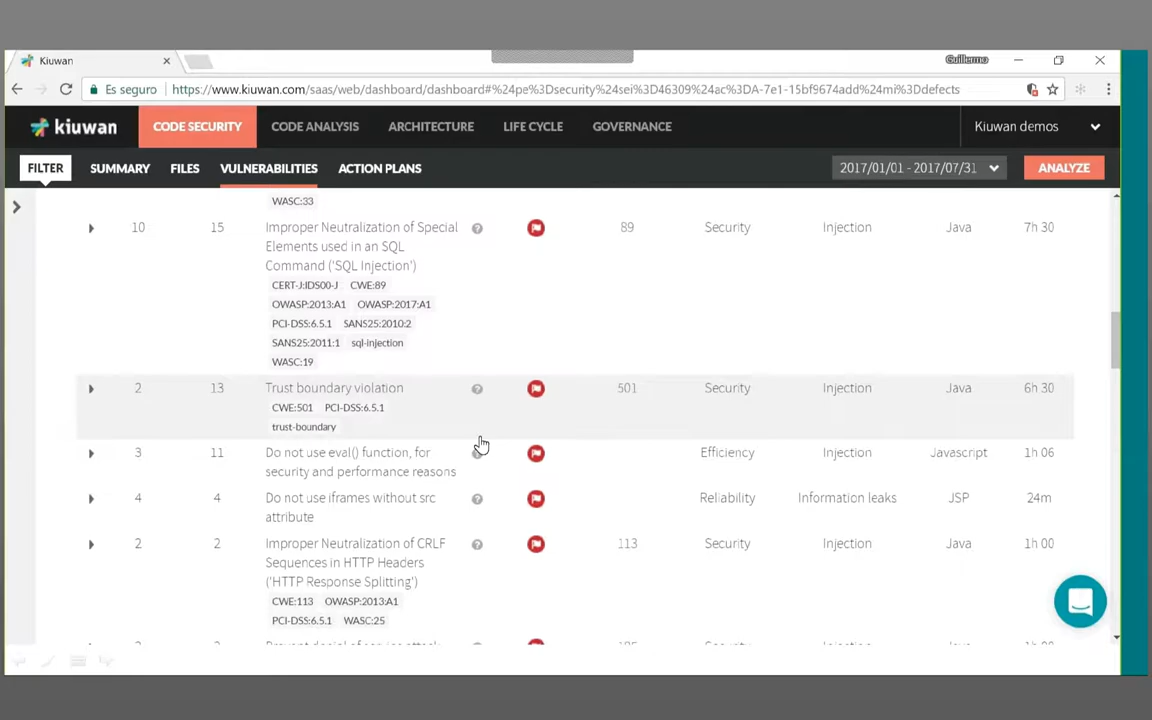 Kiuwan
Guillermo
Es seguro https://www.kiuwan.com/saas/web/dashboard/dashboard#%24pe%3Dsecurity%24sei%3D46309%24ac%3DA-7e1-15bf9674add%24mi%3Ddefects
kiuwan CODE SECURITY CODE ANALYSIS ARCHITECTURE LIFE CYCLE GOVERNANCE Kiuwan demos
FILTER SUMMARY FILES VULNERABILITIES ACTION PLANS 2017/01/01 - 2017/07/31 ANALYZE
WASC:33
10 15 Improper Neutralization of Special ? 89 Security Injection Java 7h 30
Elements used in an SQL
Command ('SQL Injection')
CERT-J:IDS00-J CWE:89
OWASP:2013:A1 OWASP:2017:A1
PCI-DSS:6.5.1 SANS25:2010:2
SANS25:2011:1 sql-injection
WASC:19
2 13 Trust boundary violation ? 501 Security Injection Java 6h 30
CWE:501 PCI-DSS:6.5.1
trust-boundary
3 11 Do not use eval() function, for Efficiency Injection Javascript 1h 06
security and performance reasons
4 4 Do not use iframes without src ? Reliability Information leaks JSP 24m
attribute
2 2 Improper Neutralization of CRLF ? 113 Security Injection Java 1h 00
Sequences in HTTP Headers
('HTTP Response Splitting')
CWE:113 OWASP:2013:A1
PCI-DSS:6.5.1 WASC:25